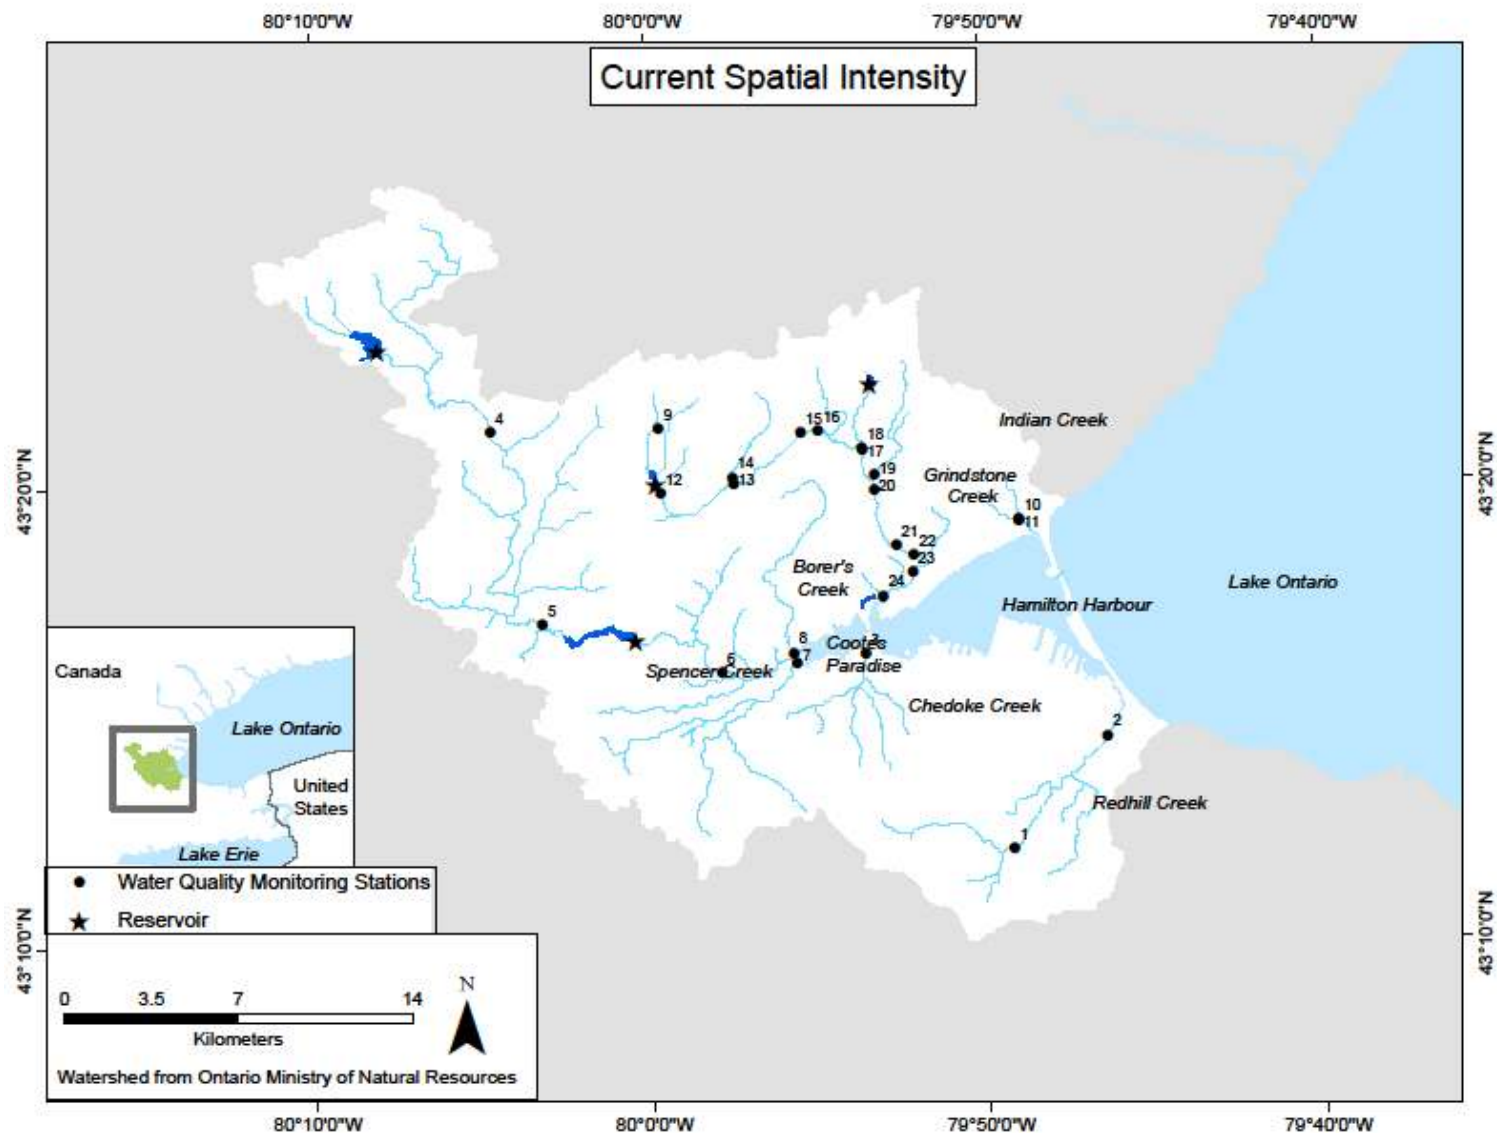 80°10'0"W
80°0'0"W
79°50'0"W
79°40'0"W
Current Spatial Intensity
4
9
15
16
Indian Creek
18
17
14
13
12
19
20
Grindstone
Creek
10
11
43°20'0"N
43°20'0"N
21
22
23
24
Borer's
Creek
Lake Ontario
Hamilton Harbour
5
8
7
6
3
Cootes
Paradise
Spencer Creek
Chedoke Creek
2
Redhill Creek
1
Canada
Lake Ontario
United
States
Lake Erie
Water Quality Monitoring Stations
Reservoir
43°10'0"N
43°10'0"N
0
3.5
7
14
Kilometers
N
Watershed from Ontario Ministry of Natural Resources
80°10'0"W
80°0'0"W
79°50'0"W
79°40'0"W